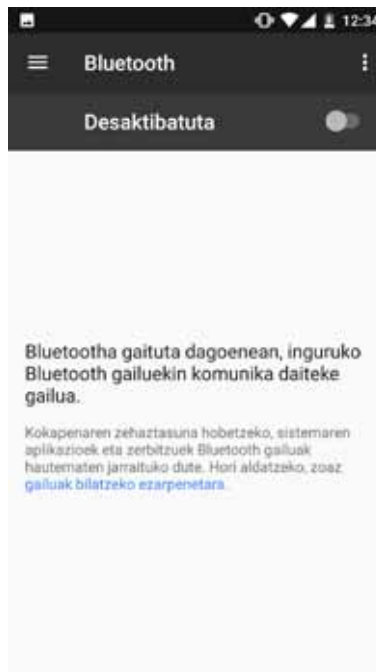 12:34
Bluetooth
Desaktibatuta
Bluetootha gaituta dagoenean, inguruko
Bluetooth gailuekin komunika daiteke
gailua.
Kokapenaren zehaztasuna hobetzeko, sistemaren
aplikazioek eta zerbitzuek Bluetooth gailuak
hautematen jarraituko dute. Hori aldatzeko, zoaz
gailuak bilatzeko ezarpenetara.